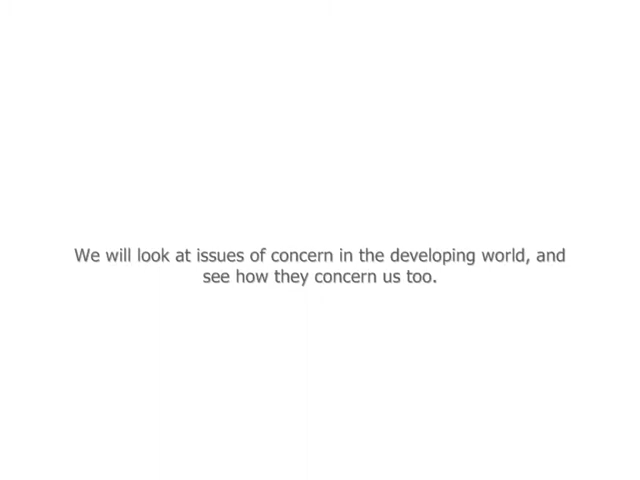 We will look at issues of concern in the developing world, and
see how they concern us too.